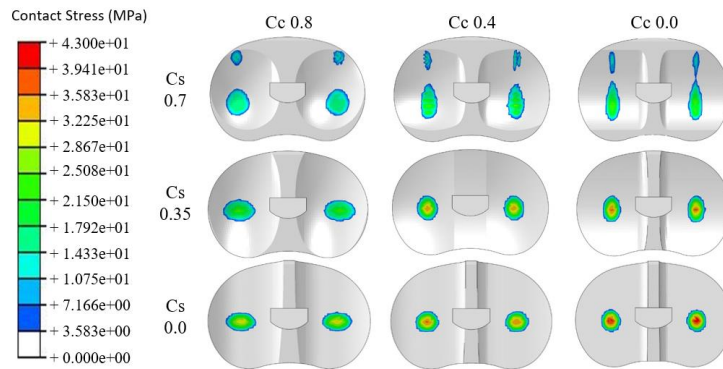 Contact Stress (MPa)
+ 4.300e+01
+ 3.941e+01
+ 3.583e+01
+ 3.225e+01
+ 2.867e+01
+ 2.508e+01
+ 2.150e+01
+ 1.792e+01
+ 1.433e+01
+ 1.075e+01
+ 7.166e+00
+ 3.583e+00
+ 0.000e+00
Cc 0.8 Cc 0.4 Cc 0.0
Cs
0.7
Cs
0.35
Cs
0.0